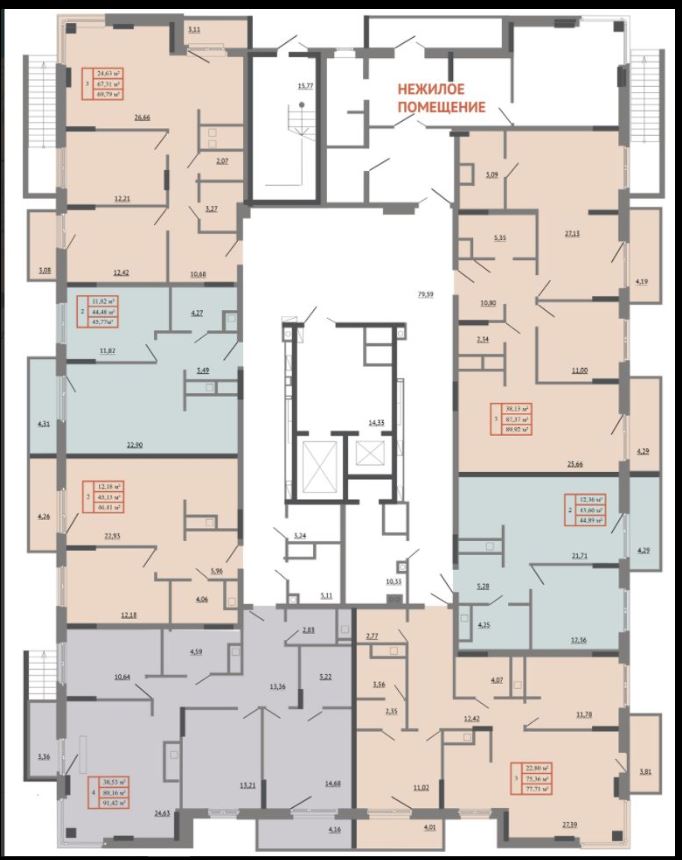 3,11
24,63 м²
3
67,31 м²
69,79 м²
26,66
15,77
НЕЖИЛОЕ
ПОМЕЩЕНИЕ
2,07
12,21
3,27
5,09
27,13
5,35
3,08
12,42
10,68
79,59
10,80
4,19
11,82 м²
2
44,48 м²
45,77м²
4,27
11,82
5,49
2,34
11,00
4,31
22,90
14,33
38,13 м²
3
87,37 м²
89,92 м²
25,66
4,29
12,18 м²
2
45,13 м²
46,41 м²
4,26
22,93
5,96
4,06
12,18
3,24
5,11
10,35
12,36 м²
2
43,60 м²
44,89 м²
21,71
4,29
5,28
4,25
12,36
2,83
2,77
4,59
10,64
13,36
5,22
3,56
2,35
4,07
11,78
12,42
3,36
38,53 м²
4
89,16 м²
91,42 м²
24,63
13,21
14,68
11,02
22,80 м²
3
75,36 м²
77,71 м²
27,39
3,81
4,16
4,01